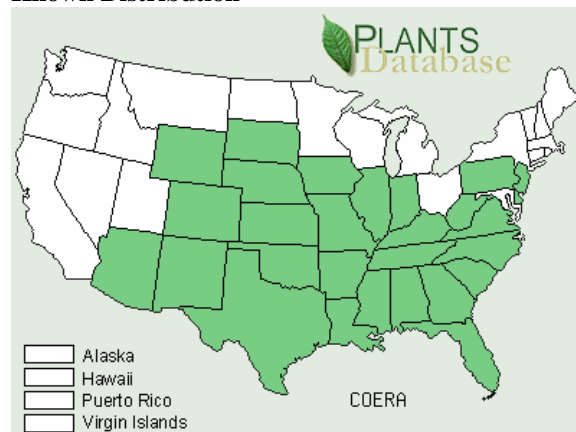 Known Distribution
PLANTS
Database
Alaska
Hawaii
Puerto Rico
Virgin Islands
COERA